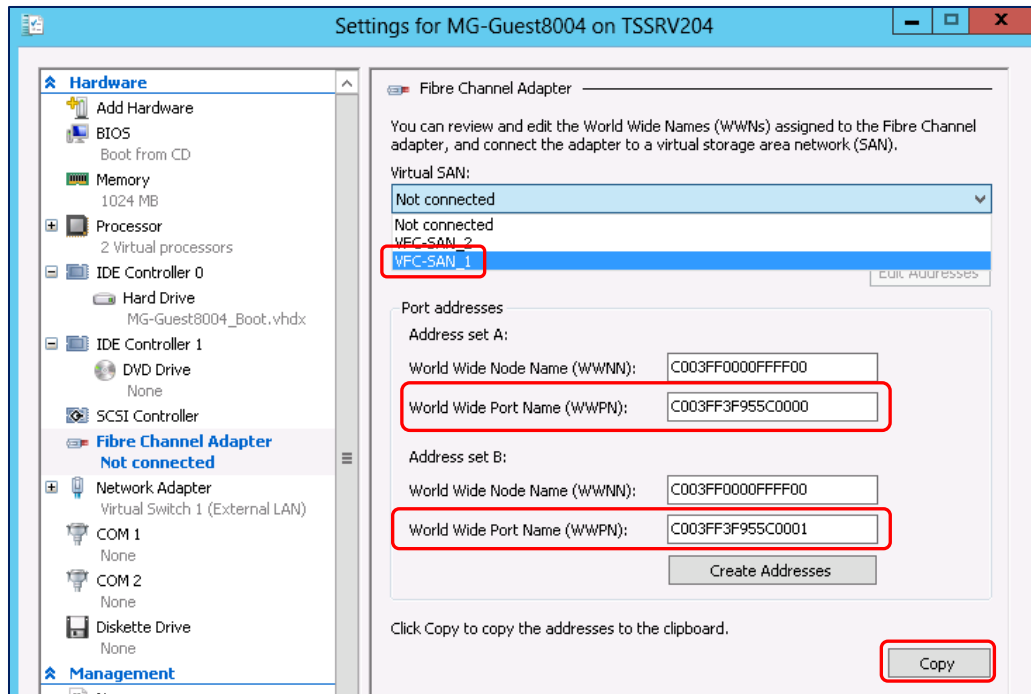 Settings for MG-Guest8004 on TSSRV204
Hardware
Add Hardware
BIOS
Boot from CD
Memory
1024 MB
Processor
2 Virtual processors
IDE Controller 0
Hard Drive
MG-Guest8004_Boot.vhdx
IDE Controller 1
DVD Drive
None
SCSI Controller
Fibre Channel Adapter
Not connected
Network Adapter
Virtual Switch 1 (External LAN)
COM 1
None
COM 2
None
Diskette Drive
None
Management
Fibre Channel Adapter
You can review and edit the World Wide Names (WWNs) assigned to the Fibre Channel
adapter, and connect the adapter to a virtual storage area network (SAN).
Virtual SAN:
Not connected
Not connected
VFC-SAN_2
VFC-SAN_1
Edit Addresses
Port addresses
Address set A:
World Wide Node Name (WWNN): C003FF0000FFFF00
World Wide Port Name (WWPN): C003FF3F955C0000
Address set B:
World Wide Node Name (WWNN): C003FF0000FFFF00
World Wide Port Name (WWPN): C003FF3F955C0001
Create Addresses
Click Copy to copy the addresses to the clipboard.
Copy